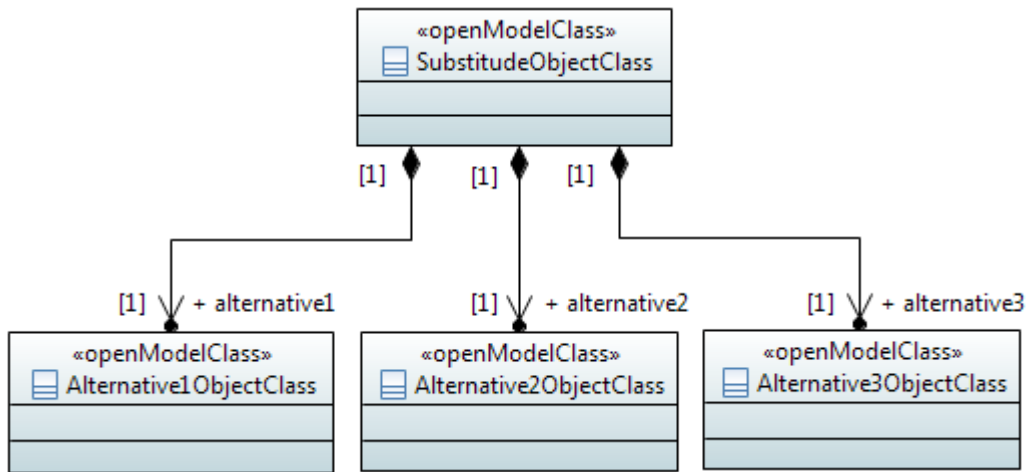 «openModelClass»
SubstitudeObjectClass
[1]
[1]
[1]
[1] + alternative1
[1] + alternative2
[1] + alternative3
«openModelClass»
Alternative1ObjectClass
«openModelClass»
Alternative2ObjectClass
«openModelClass»
Alternative3ObjectClass